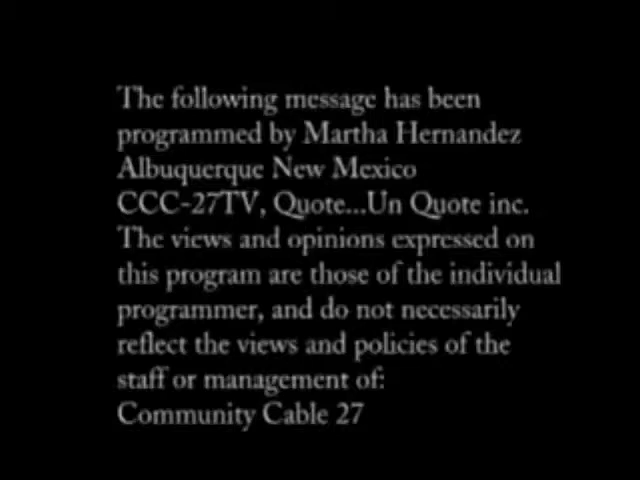 The following message has been
programmed by Martha Hernandez
Albuquerque New Mexico
CCC-27TV, Quote...Un Quote inc.
The views and opinions expressed on
this program are those of the individual
programmer, and do not necessarily
reflect the views and policies of the
staff or management of:
Community Cable 27